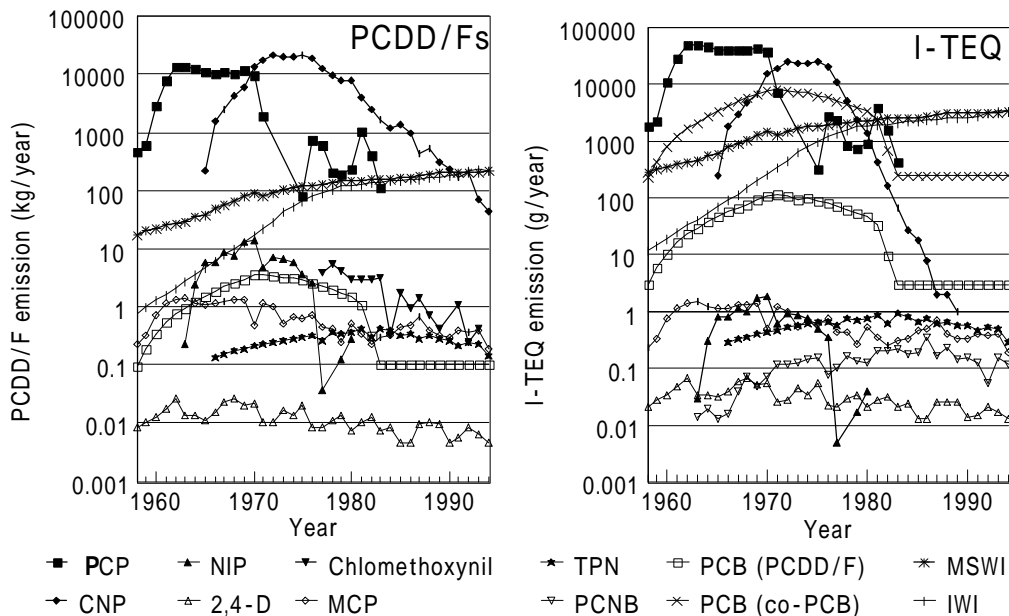 PCDD/Fs
100000
10000
1000
100
10
1
0.1
0.01
0.001
PCDD/F emission (kg/year)
1960 1970 1980 1990
Year
I-TEQ
100000
10000
1000
100
10
1
0.1
0.01
0.001
I-TEQ emission (g/year)
1960 1970 1980 1990
Year
PCP NIP Chlomethoxynil TPN PCB (PCDD/F) MSWI
CNP 2,4-D MCP PCNB PCB (co-PCB) IWI